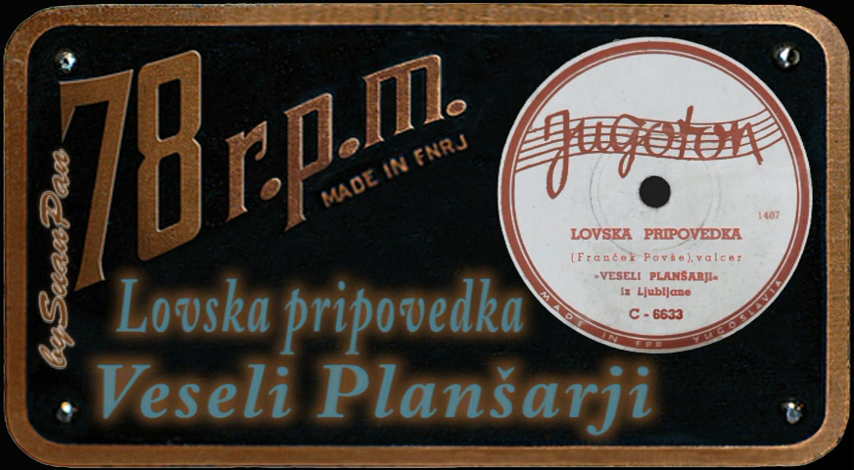 78 r.p.m.
MADE IN FNRJ
bySwanPan
Lovska pripovedka
Veseli Planšarji
Jugoton
1407
LOVSKA PRIPOVEDKA
(Franček Povše), valcer
»VESELI PLANŠARJI«
iz Ljubljane
C - 6633
MADE IN FPR YUGOSLAVIA